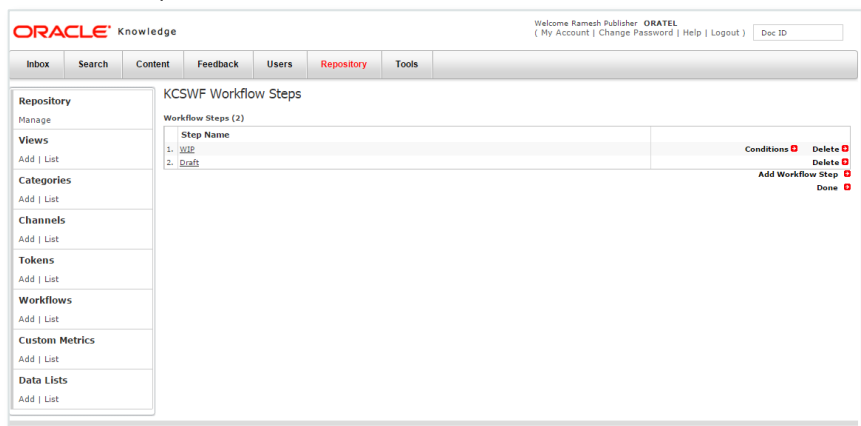 ORACLE Knowledge
Welcome Ramesh Publisher ORATEL
( My Account | Change Password | Help | Logout ) Doc ID
Inbox Search Content Feedback Users Repository Tools
Repository
Manage
Views
Add | List
Categories
Add | List
Channels
Add | List
Tokens
Add | List
Workflows
Add | List
Custom Metrics
Add | List
Data Lists
Add | List
KCSWF Workflow Steps
Workflow Steps (2)
Step Name
1. WIP Conditions Delete
2. Draft Delete
Add Workflow Step
Done